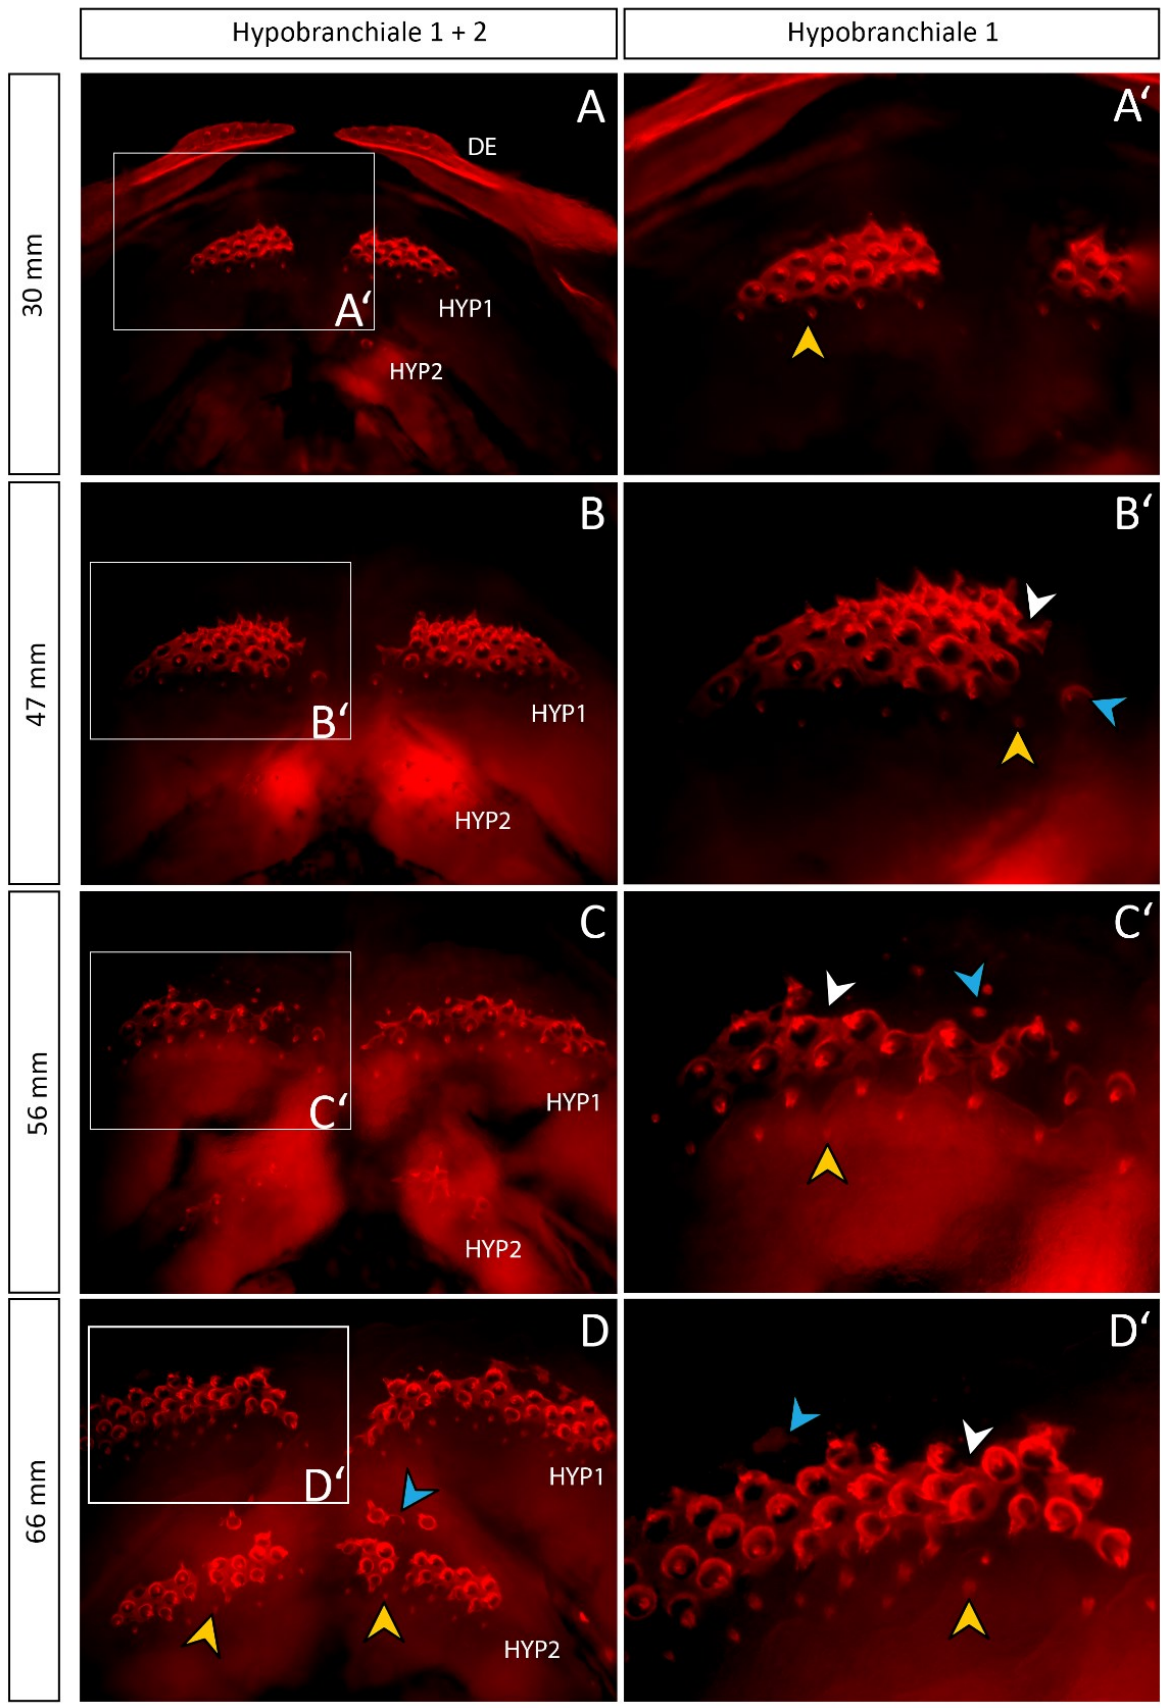 Hypobranchiale 1 + 2
Hypobranchiale 1
30 mm
A
DE
A‘
HYP1
HYP2
A‘
47 mm
B
B‘
HYP1
HYP2
B‘
56 mm
C
C‘
HYP1
HYP2
C‘
66 mm
D
D‘
HYP1
HYP2
D‘